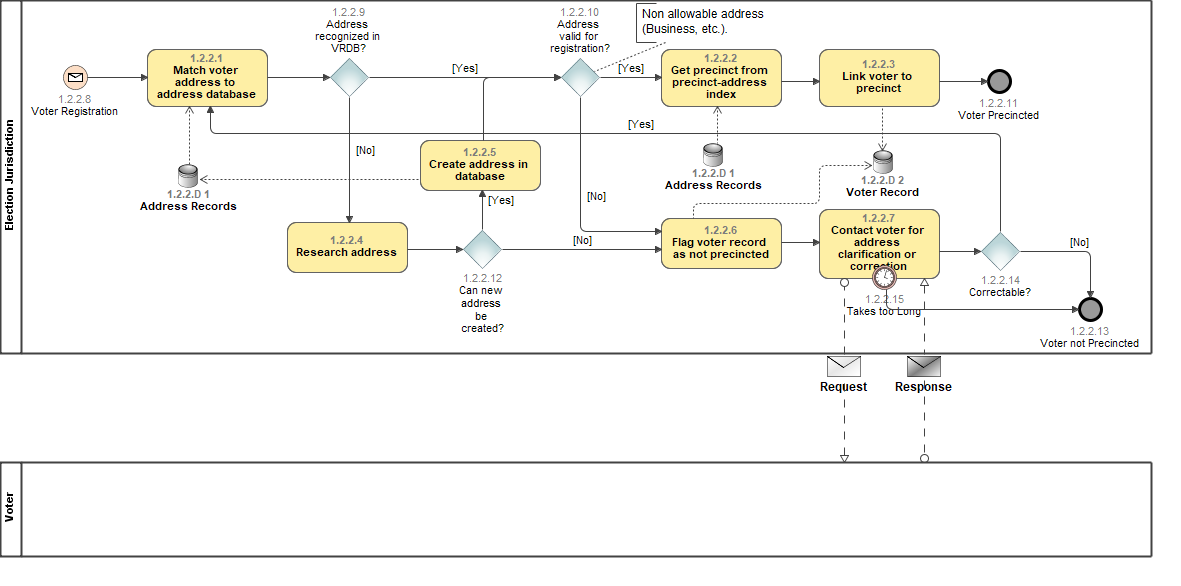 Election Jurisdiction
1.2.2.8
Voter Registration
1.2.2.1
Match voter
address to
address database
1.2.2.9
Address
recognized in
VRDB?
[Yes]
1.2.2.10
Address
valid for
registration?
Non allowable address
(Business, etc.).
[Yes]
1.2.2.2
Get precinct from
precinct-address
index
1.2.2.3
Link voter to
precinct
1.2.2.11
Voter Precincted
[Yes]
[No]
1.2.2.5
Create address in
database
1.2.2.D 1
Address Records
1.2.2.D 1
Address Records
1.2.2.D 2
Voter Record
[Yes]
[No]
1.2.2.4
Research address
1.2.2.12
Can new
address
be
created?
[No]
1.2.2.6
Flag voter record
as not precincted
1.2.2.7
Contact voter for
address
clarification or
correction
1.2.2.15
Takes too Long
1.2.2.14
Correctable?
[No]
1.2.2.13
Voter not Precincted
Request
Response
Voter